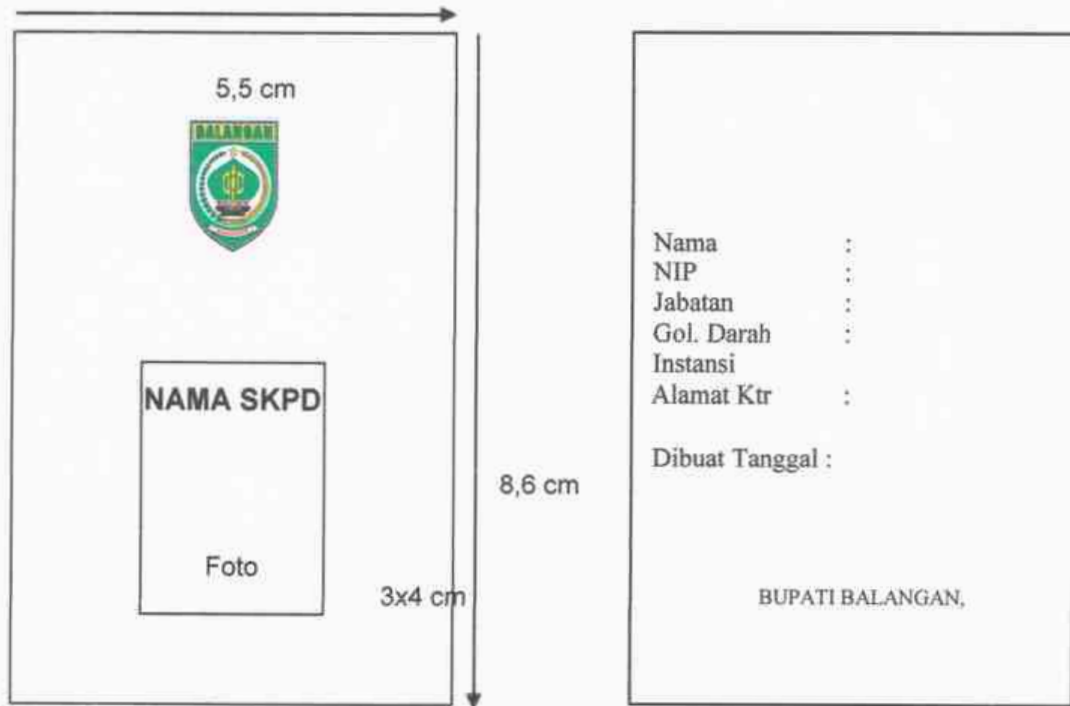 5,5 cm
BALANGAN
NAMA SKPD
Foto
3x4 cm
8,6 cm
Nama :
NIP :
Jabatan :
Gol. Darah :
Instansi
Alamat Ktr :
Dibuat Tanggal :
BUPATI BALANGAN,